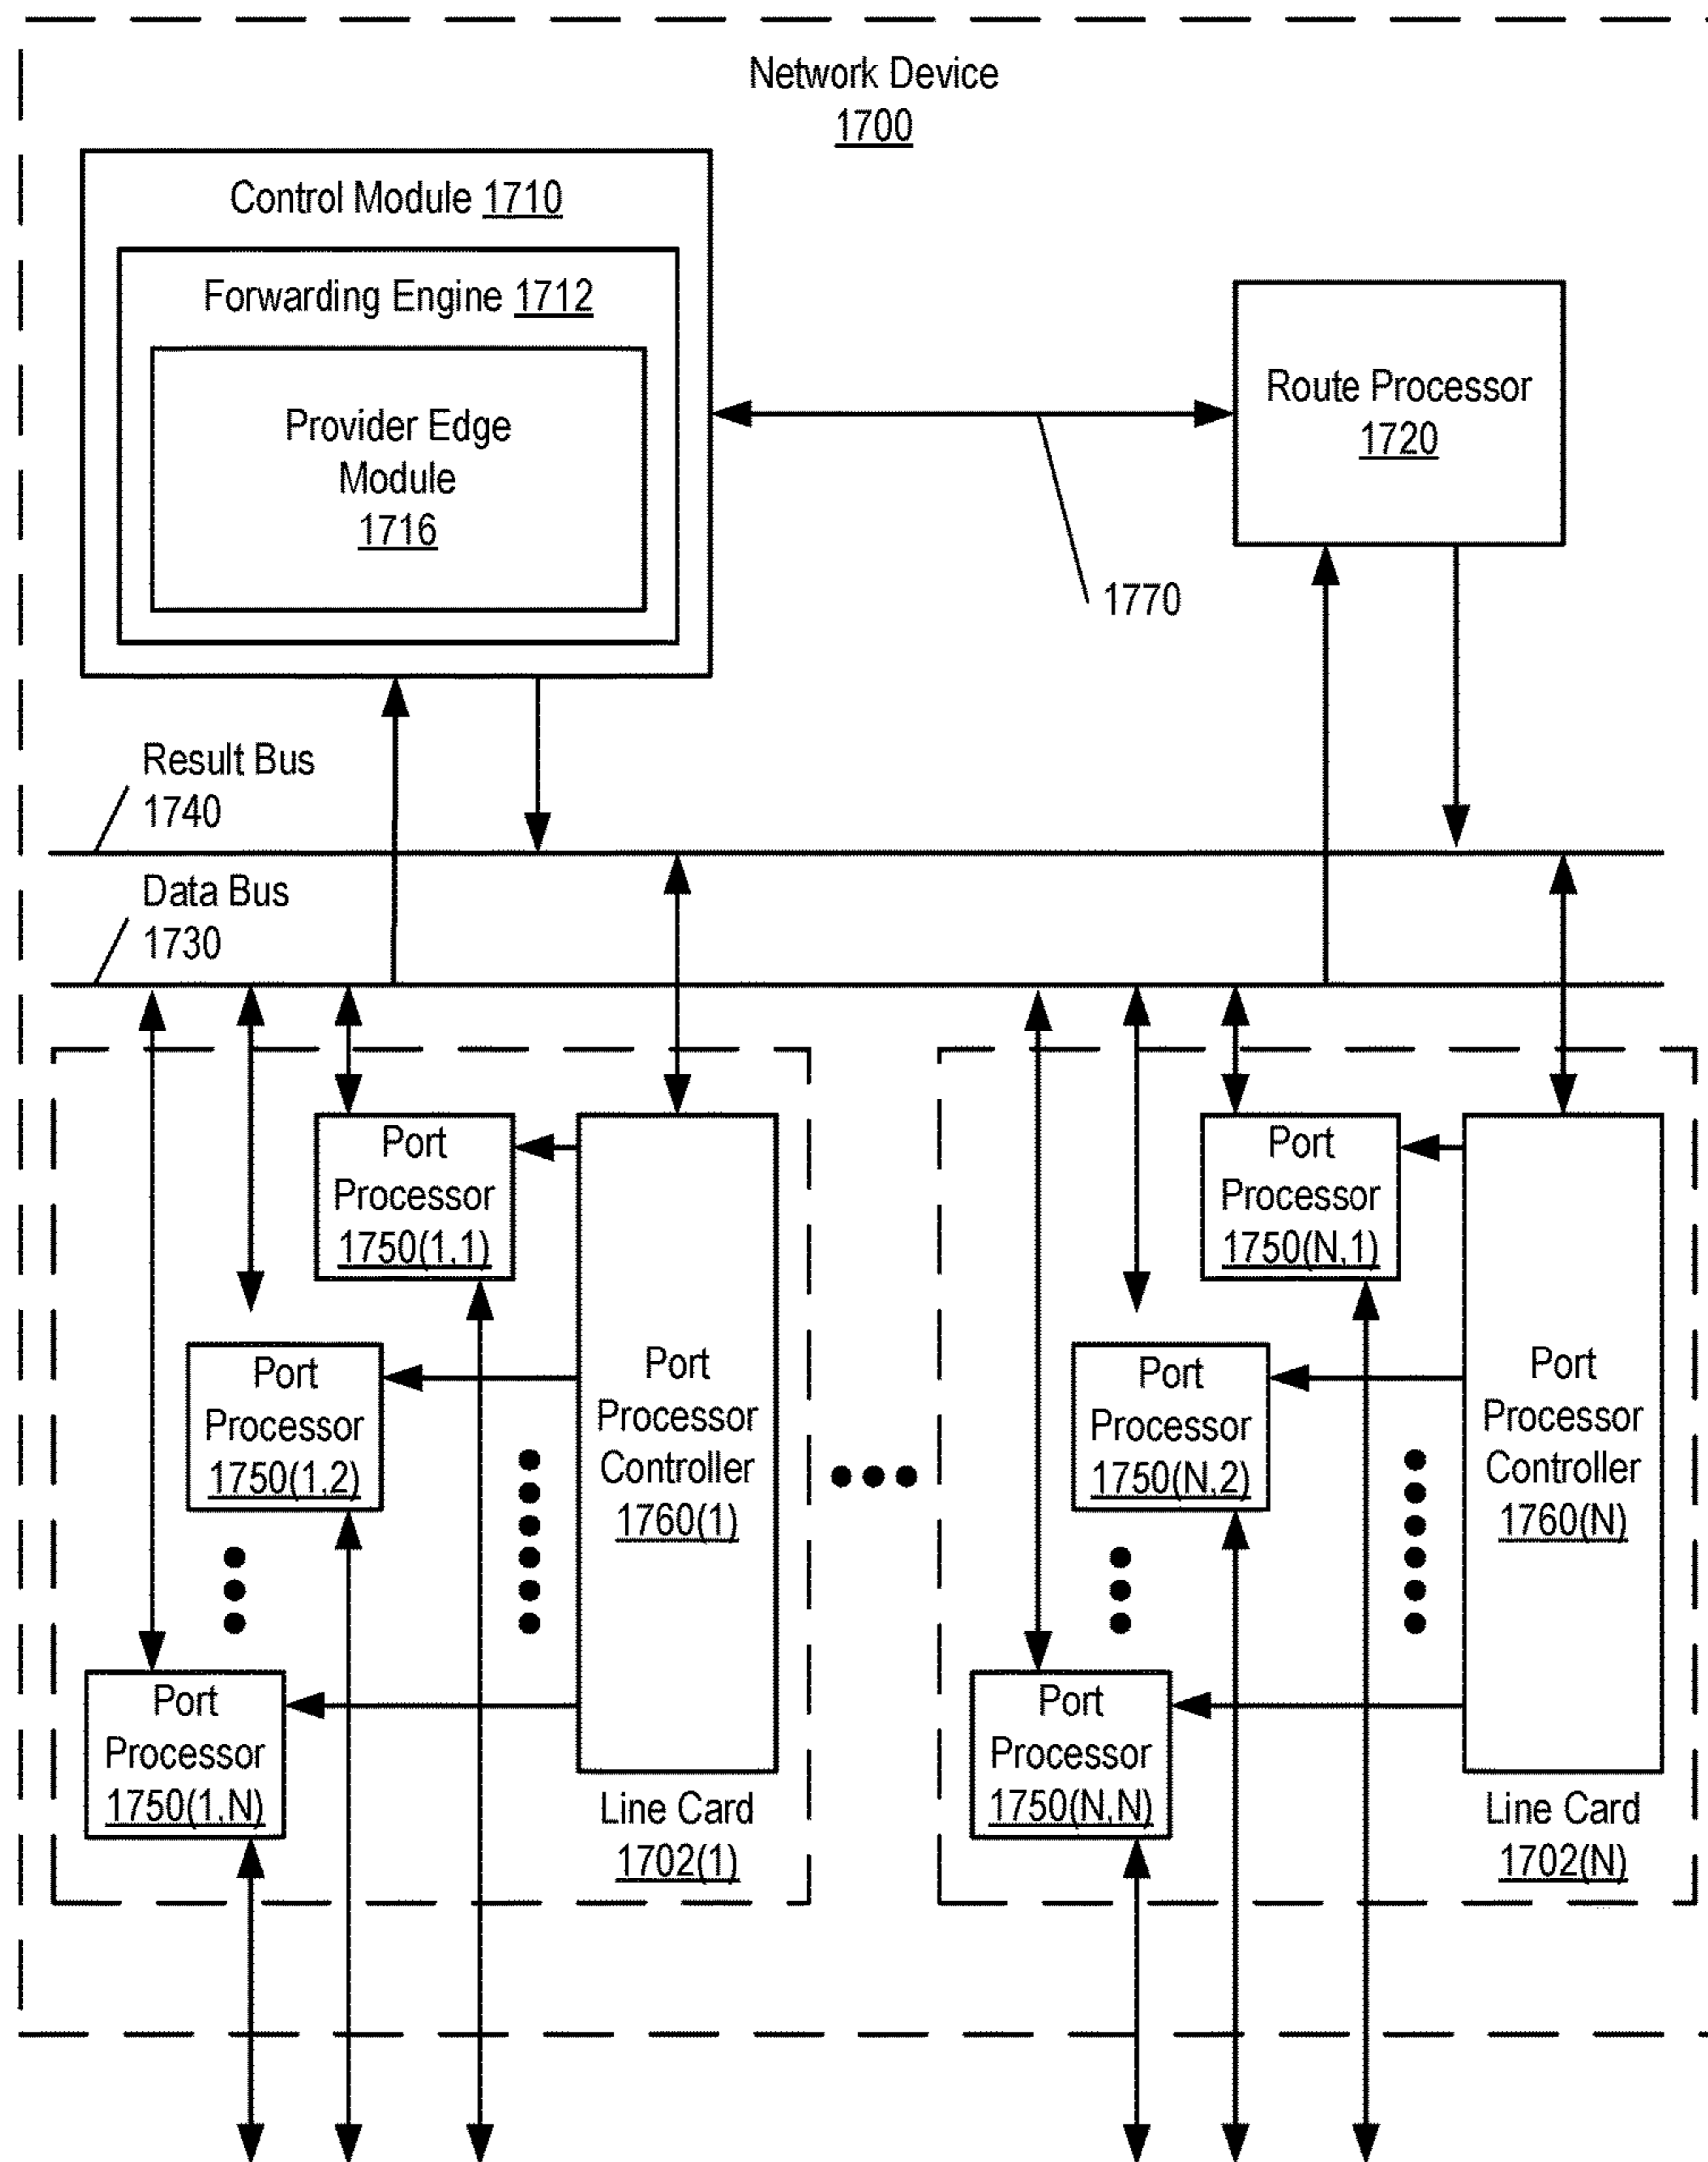 Network Device
1700
Control Module 1710
Forwarding Engine 1712
Provider Edge
Module
1716
Route Processor
1720
1770
Result Bus
1740
Data Bus
1730
Port
Processor
1750(1,1)
Port
Processor
1750(1,2)
Port
Processor
1750(1,N)
Port
Processor
Controller
1760(1)
Line Card
1702(1)
Port
Processor
1750(N,1)
Port
Processor
1750(N,2)
Port
Processor
1750(N,N)
Port
Processor
Controller
1760(N)
Line Card
1702(N)